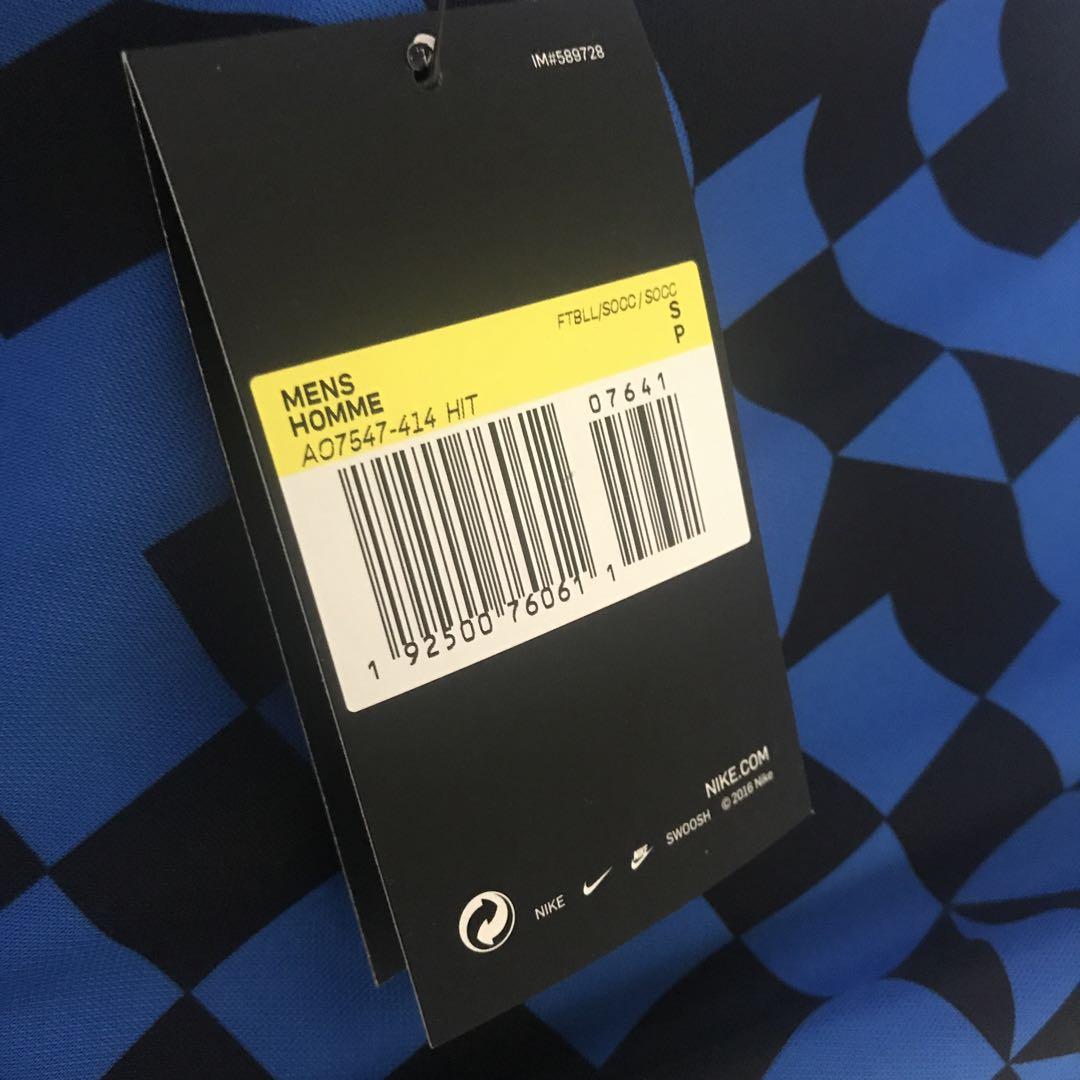 IM#589728
FTBLL/SOCC/SOCC
S
P
MENS
HOMME
AO7547-414 HIT
07641
1 92500 76061 1
NIKE.COM
© 2016 Nike
NIKE
NIKE
SWOOSH